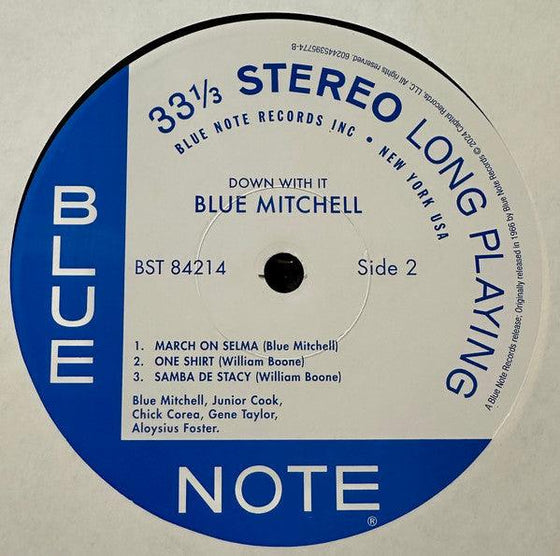 33 1/3 STEREO LONG PLAYING
BLUE NOTE RECORDS INC • NEW YORK USA
A Blue Note Records release; Originally released in 1966 by Blue Note Records © 2024 Capitol Records, LLC. All rights reserved. 602445395774-B
DOWN WITH IT
BLUE MITCHELL
BST 84214
Side 2
1. MARCH ON SELMA (Blue Mitchell)
2. ONE SHIRT (William Boone)
3. SAMBA DE STACY (William Boone)
Blue Mitchell, Junior Cook,
Chick Corea, Gene Taylor,
Aloysius Foster.
BLUE
NOTE®